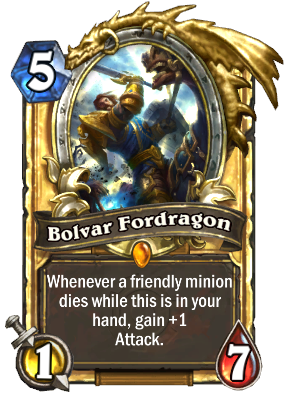 5
Bolvar Fordragon
Whenever a friendly minion
dies while this is in your
hand, gain +1
Attack.
1
7